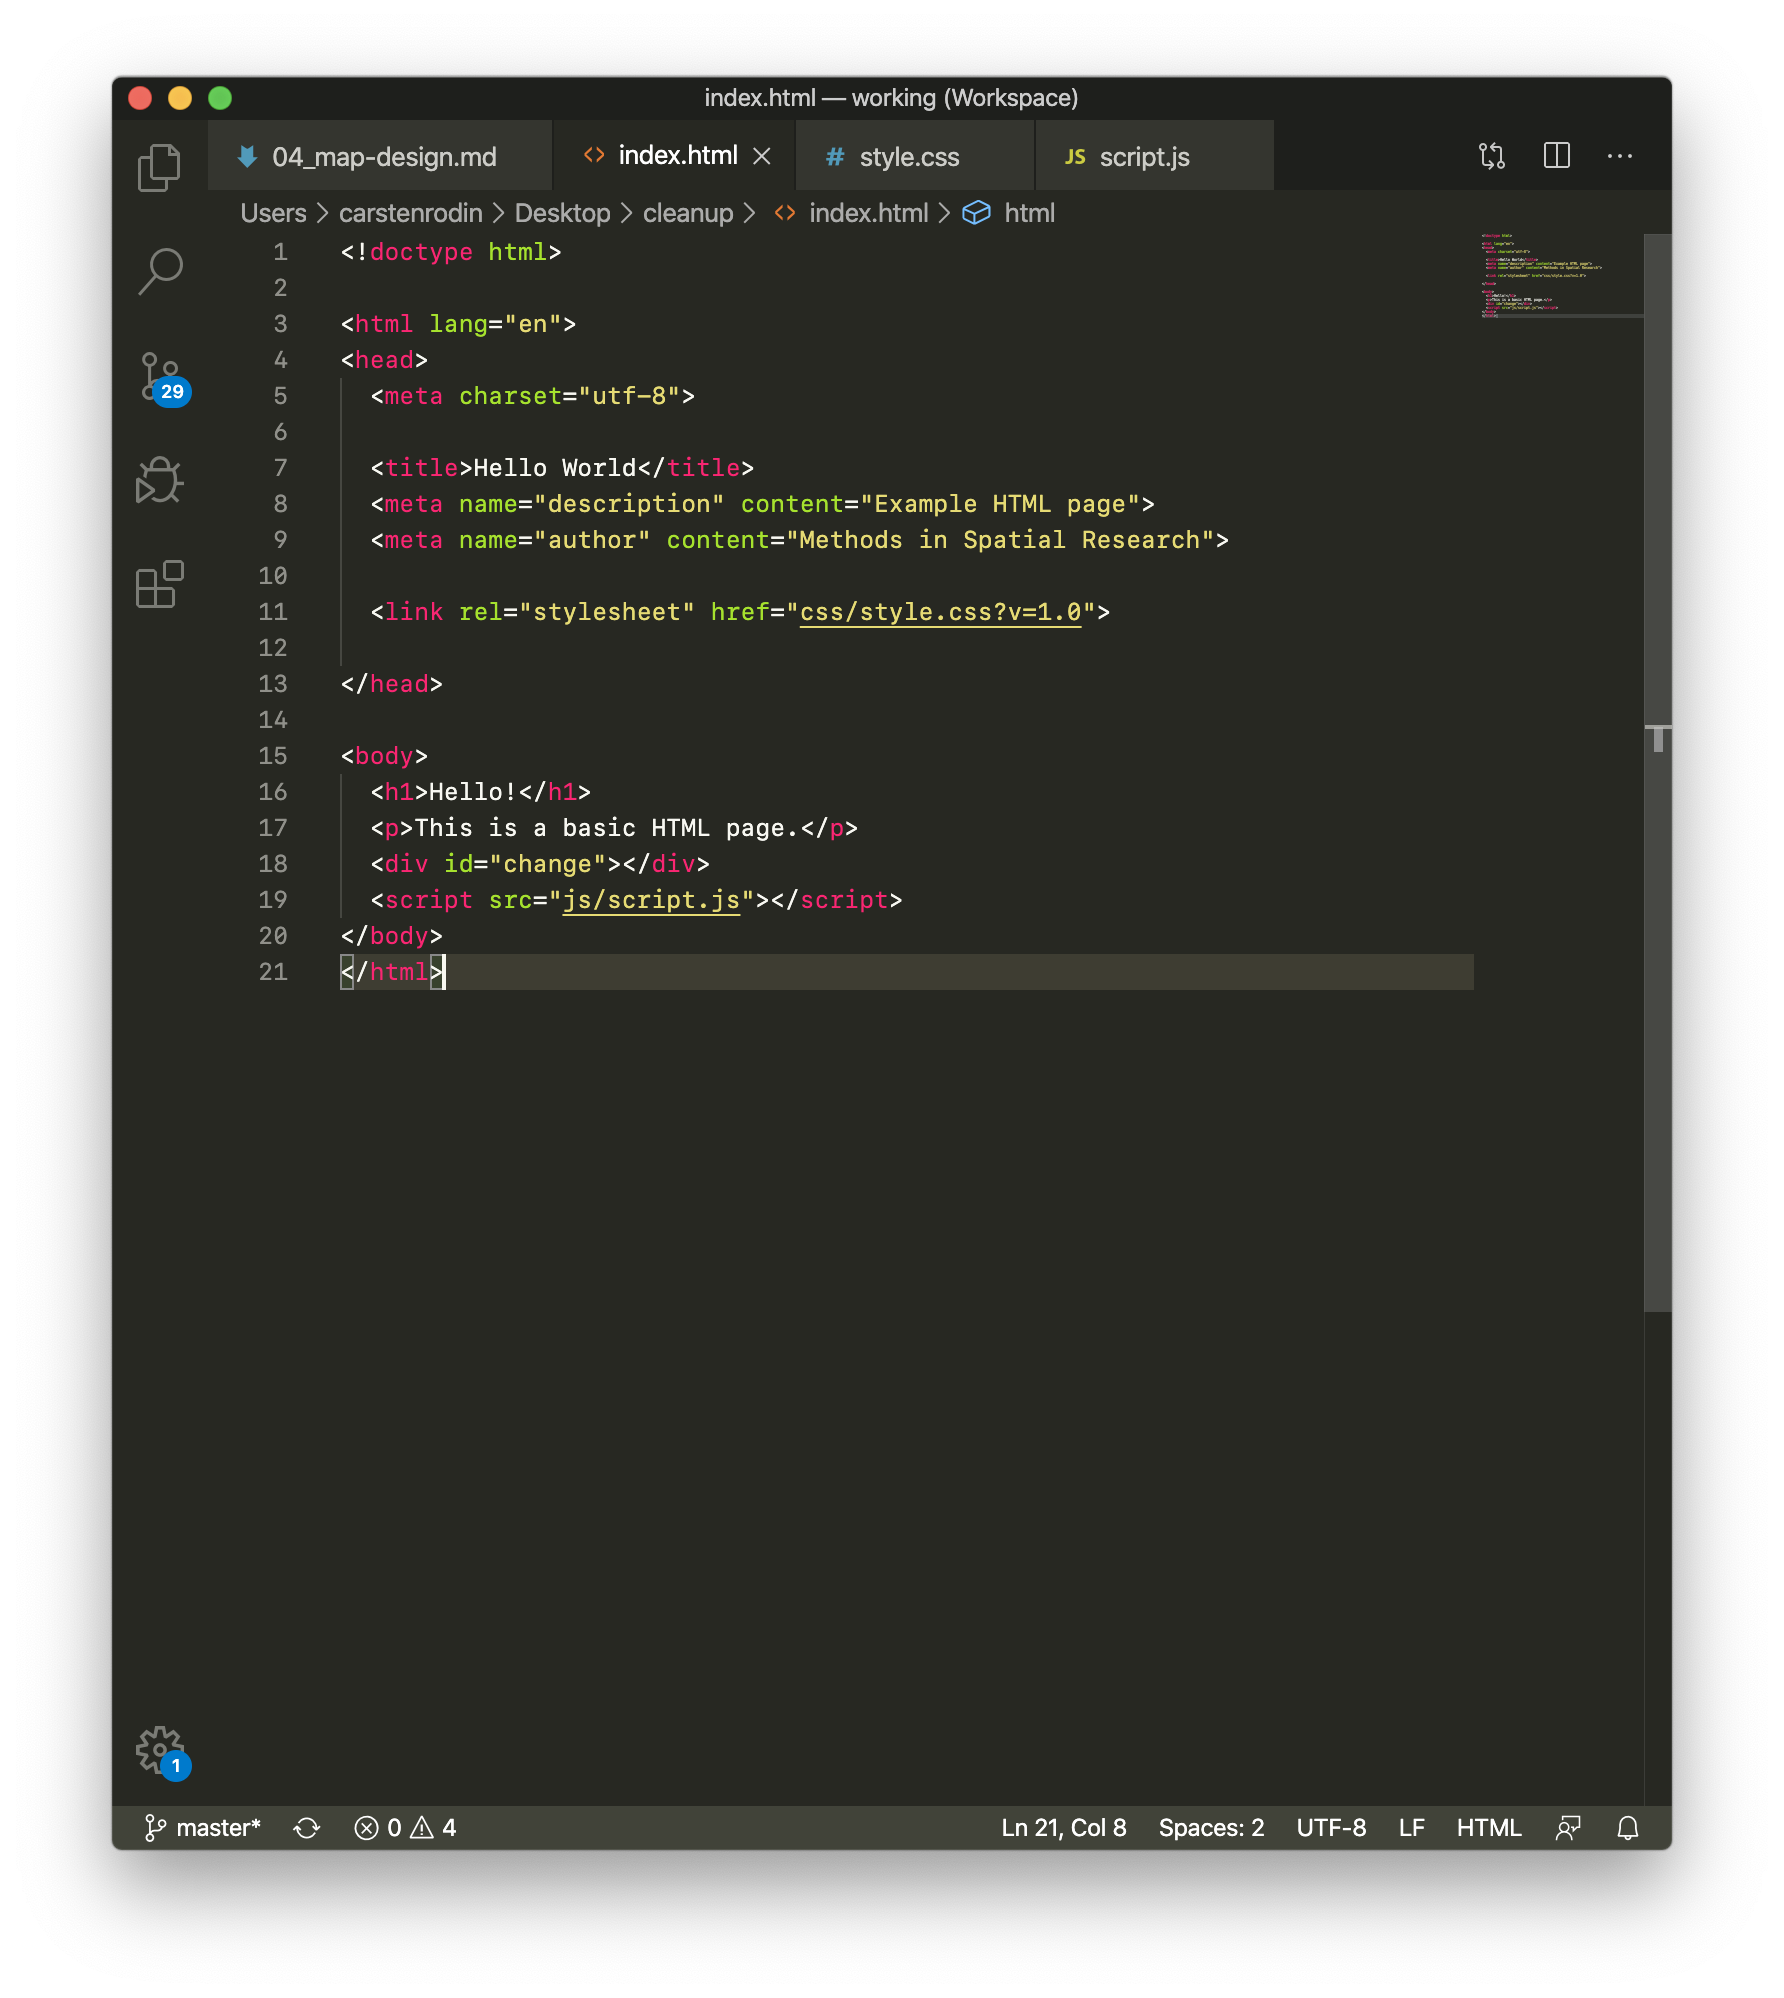 index.html — working (Workspace)
04_map-design.md
index.html
# style.css
JS script.js
Users > carstenrodin > Desktop > cleanup > <> index.html > html
1 <!doctype html>
2
3 <html lang="en">
4 <head>
5   <meta charset="utf-8">
6
7   <title>Hello World</title>
8   <meta name="description" content="Example HTML page">
9   <meta name="author" content="Methods in Spatial Research">
10
11   <link rel="stylesheet" href="css/style.css?v=1.0">
12
13 </head>
14
15 <body>
16   <h1>Hello!</h1>
17   <p>This is a basic HTML page.</p>
18   <div id="change"></div>
19   <script src="js/script.js"></script>
20 </body>
21 </html>
29
1
master* 0 4 Ln 21, Col 8 Spaces: 2 UTF-8 LF HTML